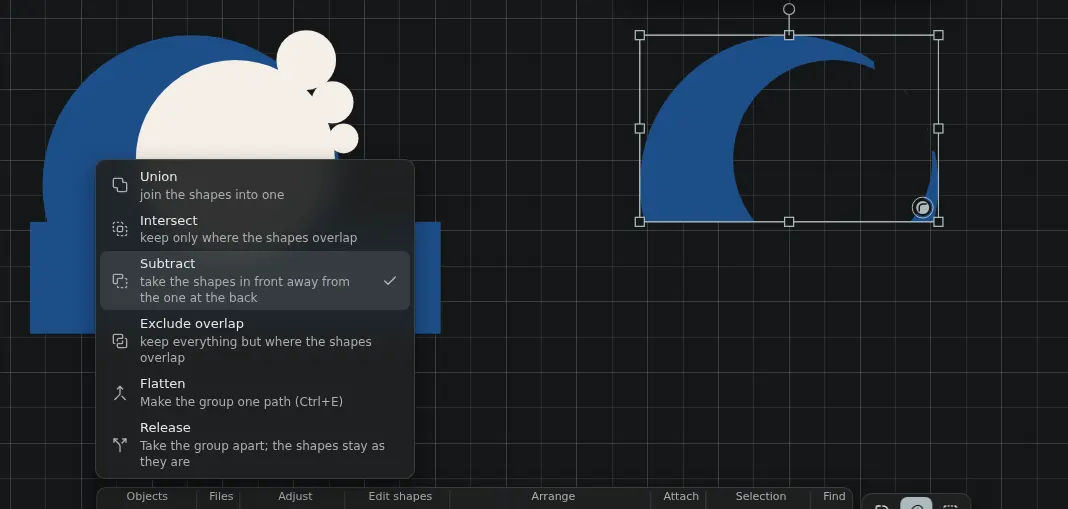 Union
join the shapes into one
Intersect
keep only where the shapes overlap
Subtract
take the shapes in front away from
the one at the back
Exclude overlap
keep everything but where the shapes
overlap
Flatten
Make the group one path (Ctrl+E)
Release
Take the group apart; the shapes stay as
they are
Objects
Files
Adjust
Edit shapes
Arrange
Attach
Selection
Find